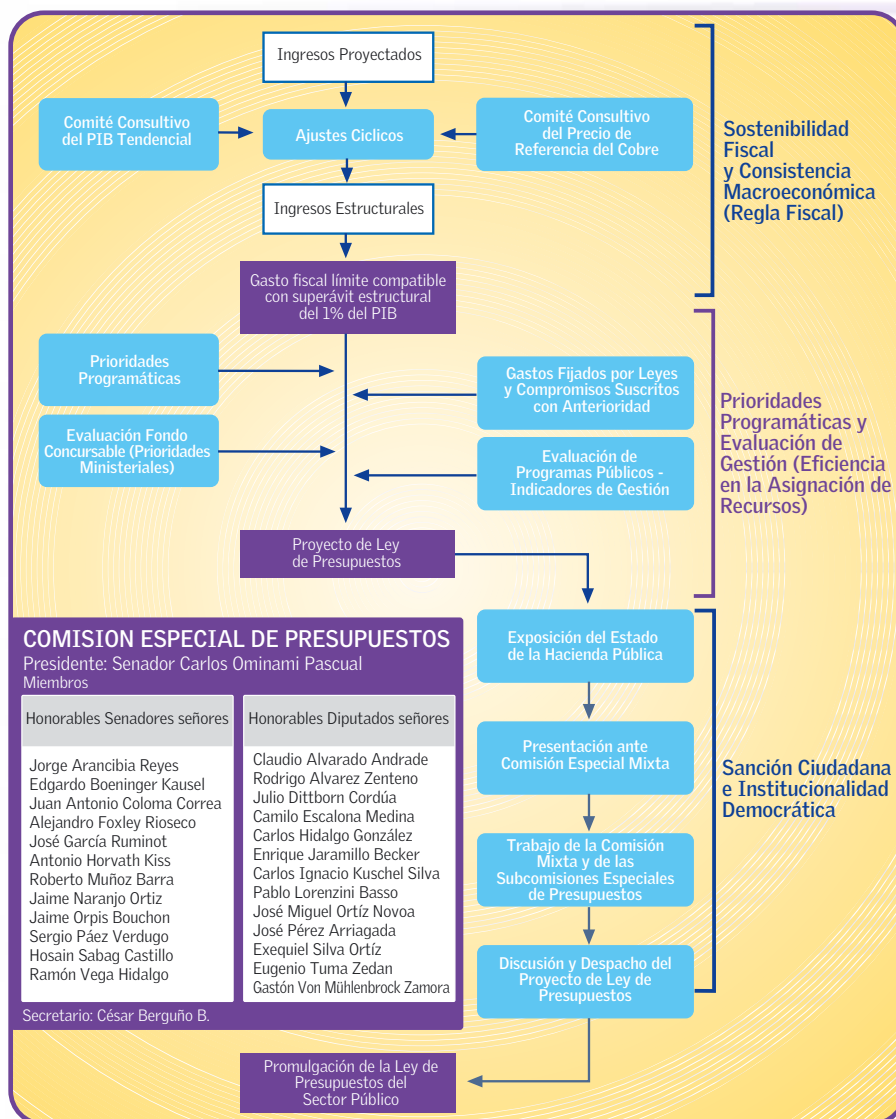 Ingresos Proyectados
Comité Consultivo
del PIB Tendencial
Ajustes Ciclicos
Comité Consultivo
del Precio de
Referencia del Cobre
Ingresos Estructurales
Gasto fiscal límite compatible
con superávit estructural
del 1% del PIB
Sostenibilidad
Fiscal
y Consistencia
Macroeconómica
(Regla Fiscal)
Prioridades
Programáticas
Gastos Fijados por Leyes
y Compromisos Suscritos
con Anterioridad
Evaluación Fondo
Concursable (Prioridades
Ministeriales)
Evaluación de
Programas Públicos -
Indicadores de Gestión
Proyecto de Ley
de Presupuestos
Prioridades
Programáticas y
Evaluación de
Gestión (Eficiencia
en la Asignación de
Recursos)
Exposición del Estado
de la Hacienda Pública
Presentación ante
Comisión Especial Mixta
Trabajo de la Comisión
Mixta y de las
Subcomisiones Especiales
de Presupuestos
Discusión y Despacho del
Proyecto de Ley de
Presupuestos
Sanción Ciudadana
e Institucionalidad
Democrática
COMISION ESPECIAL DE PRESUPUESTOS
Presidente: Senador Carlos Ominami Pascual
Miembros
Honorables Senadores señores
Jorge Arancibia Reyes
Edgardo Boeninger Kausel
Juan Antonio Coloma Correa
Alejandro Foxley Rioseco
José García Ruminot
Antonio Horvath Kiss
Roberto Muñoz Barra
Jaime Naranjo Ortiz
Jaime Orpis Bouchon
Sergio Páez Verdugo
Hosain Sabag Castillo
Ramón Vega Hidalgo
Honorables Diputados señores
Claudio Alvarado Andrade
Rodrigo Alvarez Zenteno
Julio Dittborn Cordúa
Camilo Escalona Medina
Carlos Hidalgo González
Enrique Jaramillo Becker
Carlos Ignacio Kuschel Silva
Pablo Lorenzini Basso
José Miguel Ortíz Novoa
José Pérez Arriagada
Exequiel Silva Ortíz
Eugenio Tuma Zedan
Gastón Von Mühlenbrock Zamora
Secretario: César Berguño B.
Promulgación de la Ley de
Presupuestos del
Sector Público